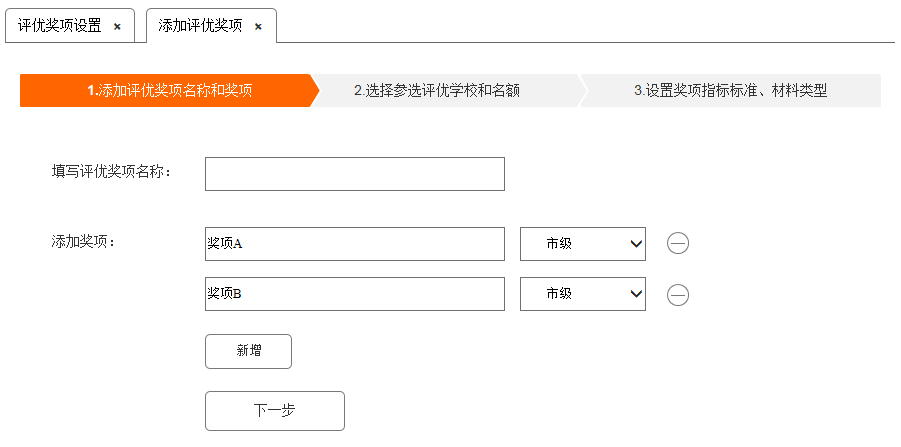 评优奖项设置 × 添加评优奖项 ×
1.添加评优奖项名称和奖项 2.选择参选评优学校和名额 3.设置奖项指标标准、材料类型
填写评优奖项名称：
添加奖项： 奖项A 市级
奖项B 市级
新增
下一步